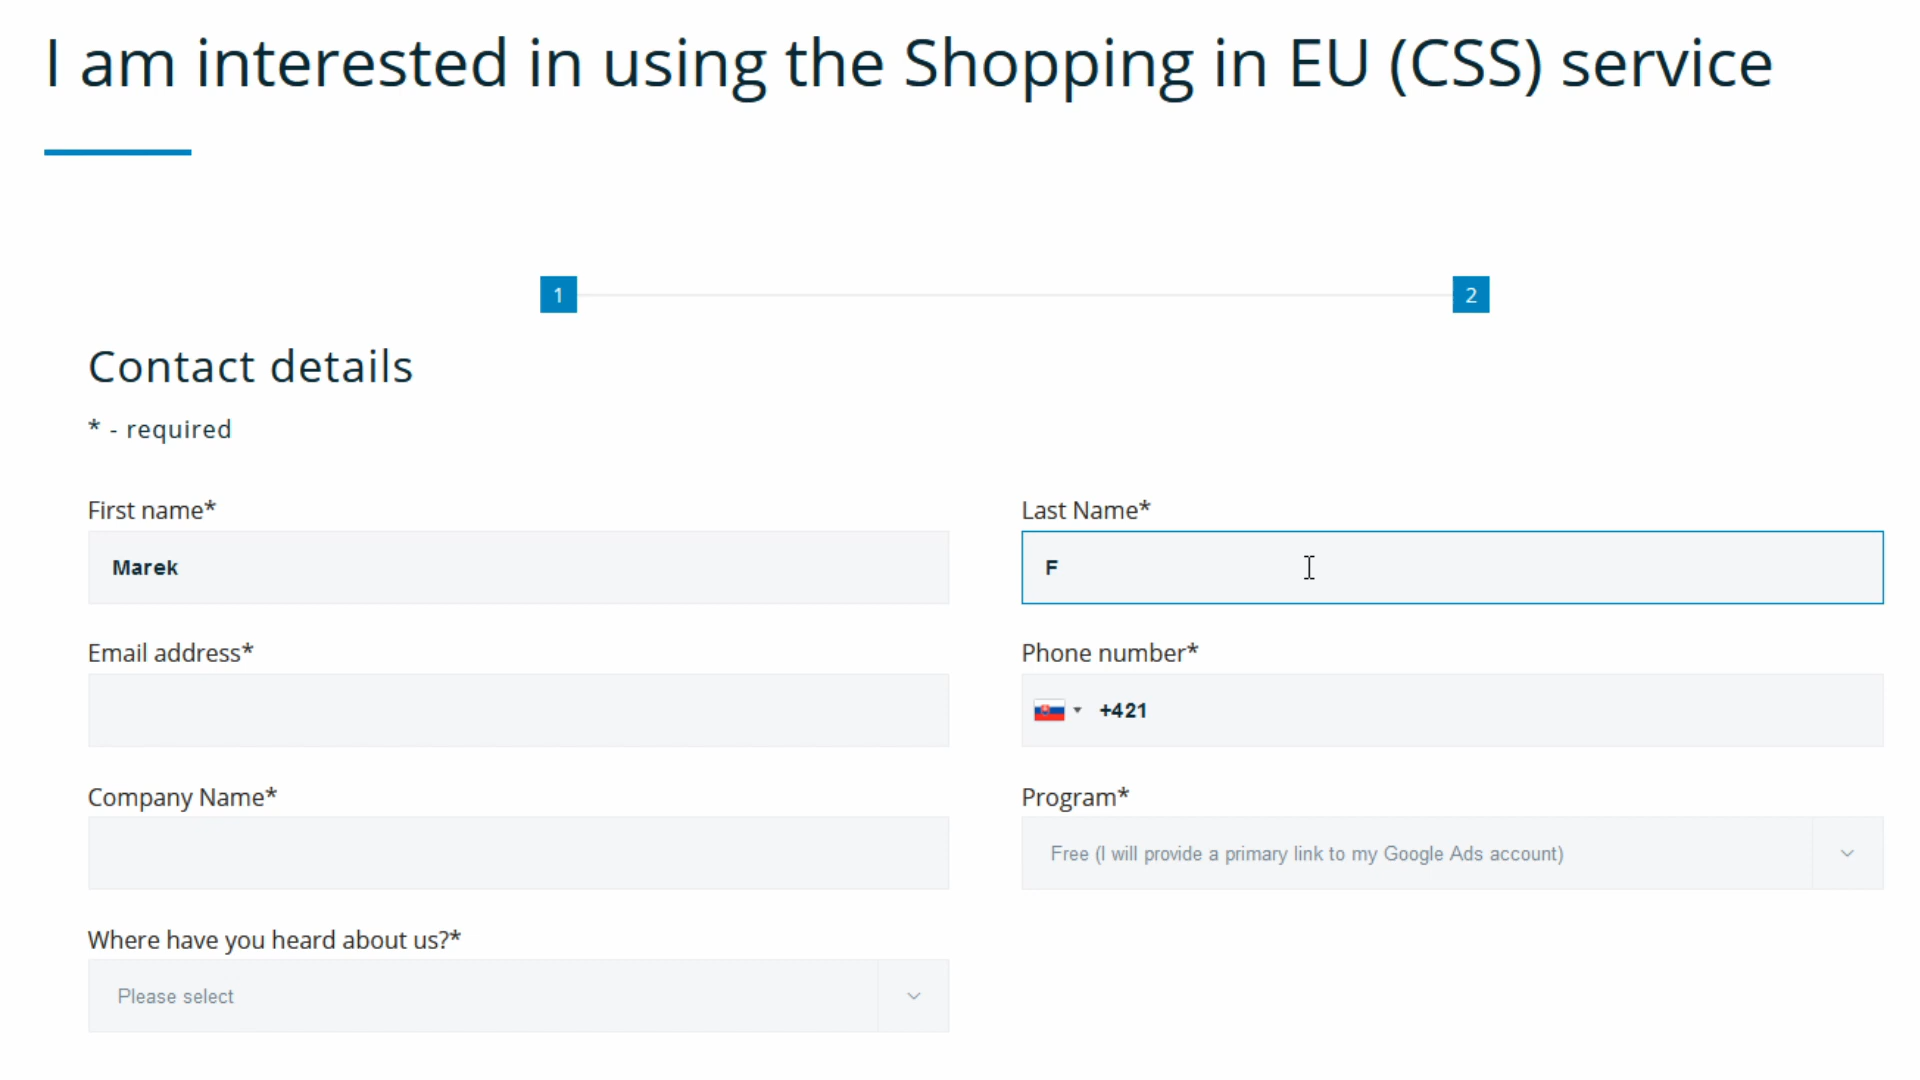 I am interested in using the Shopping in EU (CSS) service
1
2
Contact details
* - required
First name*
Last Name*
Marek
F
Email address*
Phone number*
+421
Company Name*
Program*
Free (I will provide a primary link to my Google Ads account)
Where have you heard about us?*
Please select